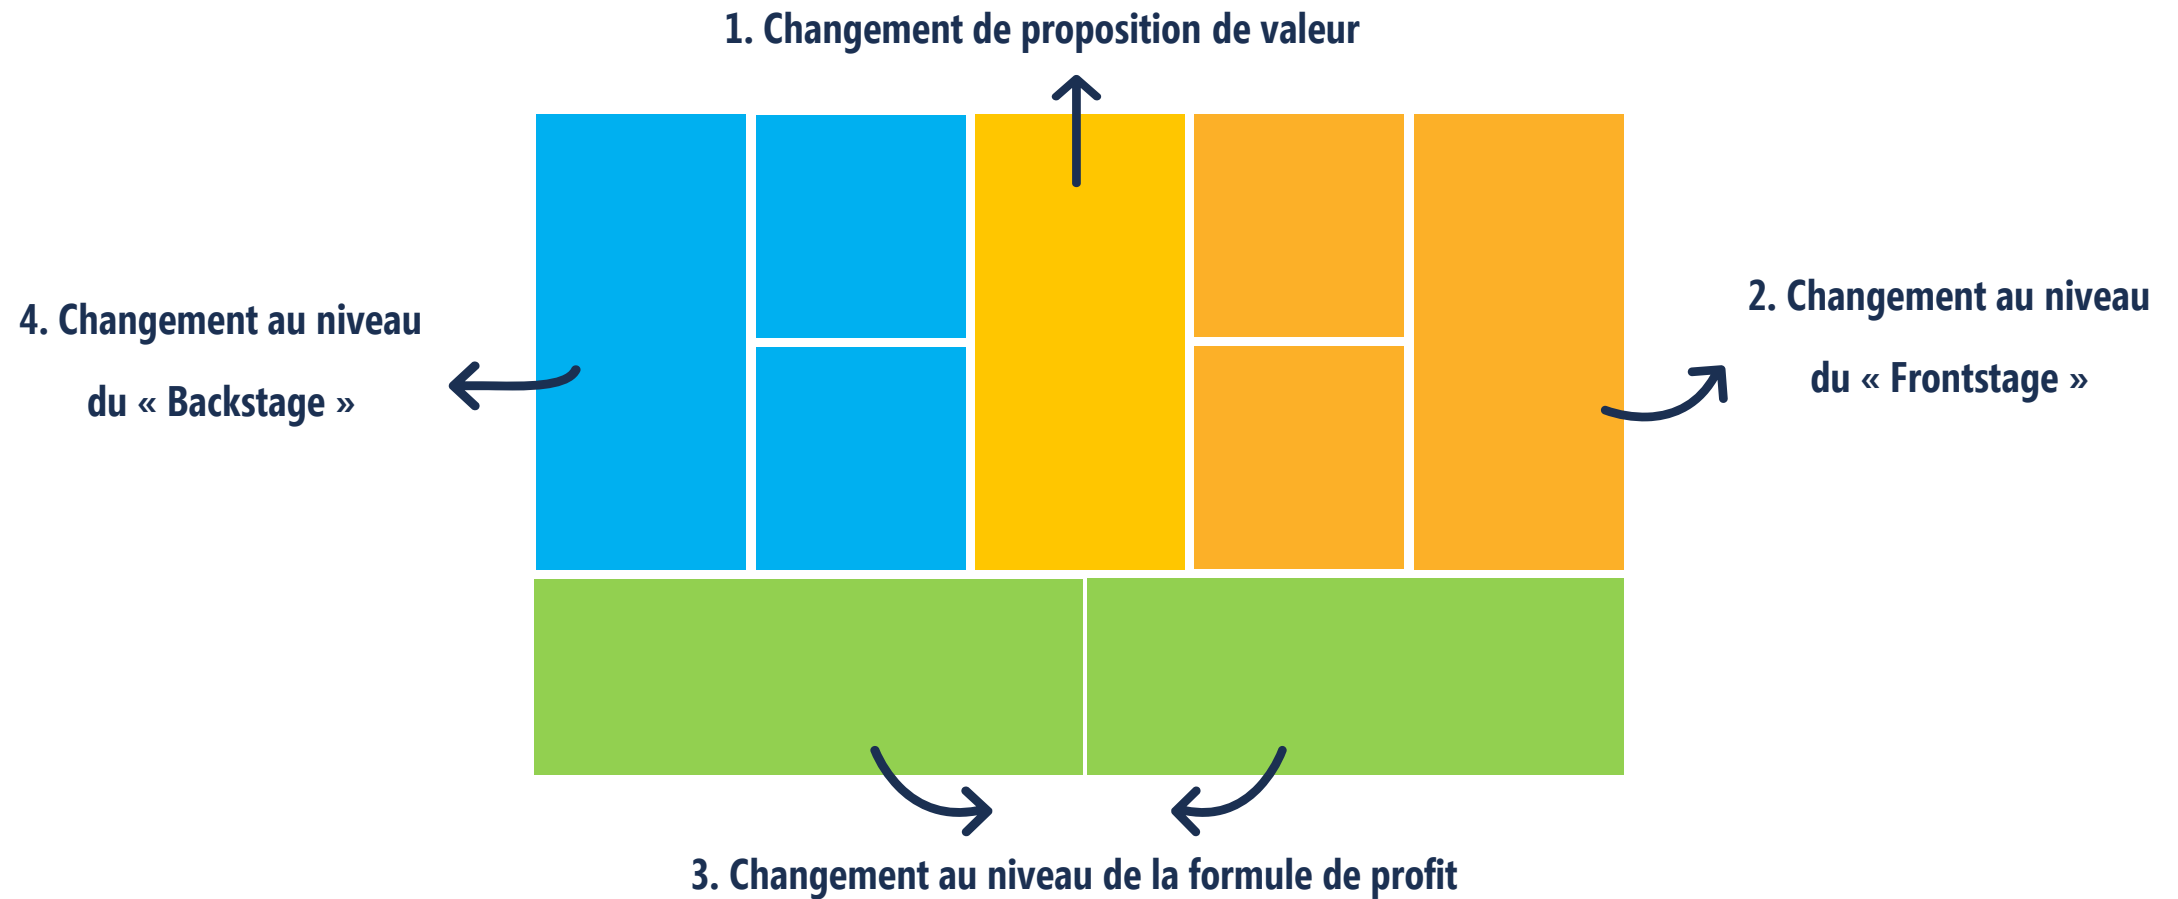 1. Changement de proposition de valeur
4. Changement au niveau
du « Backstage »
2. Changement au niveau
du « Frontstage »
3. Changement au niveau de la formule de profit